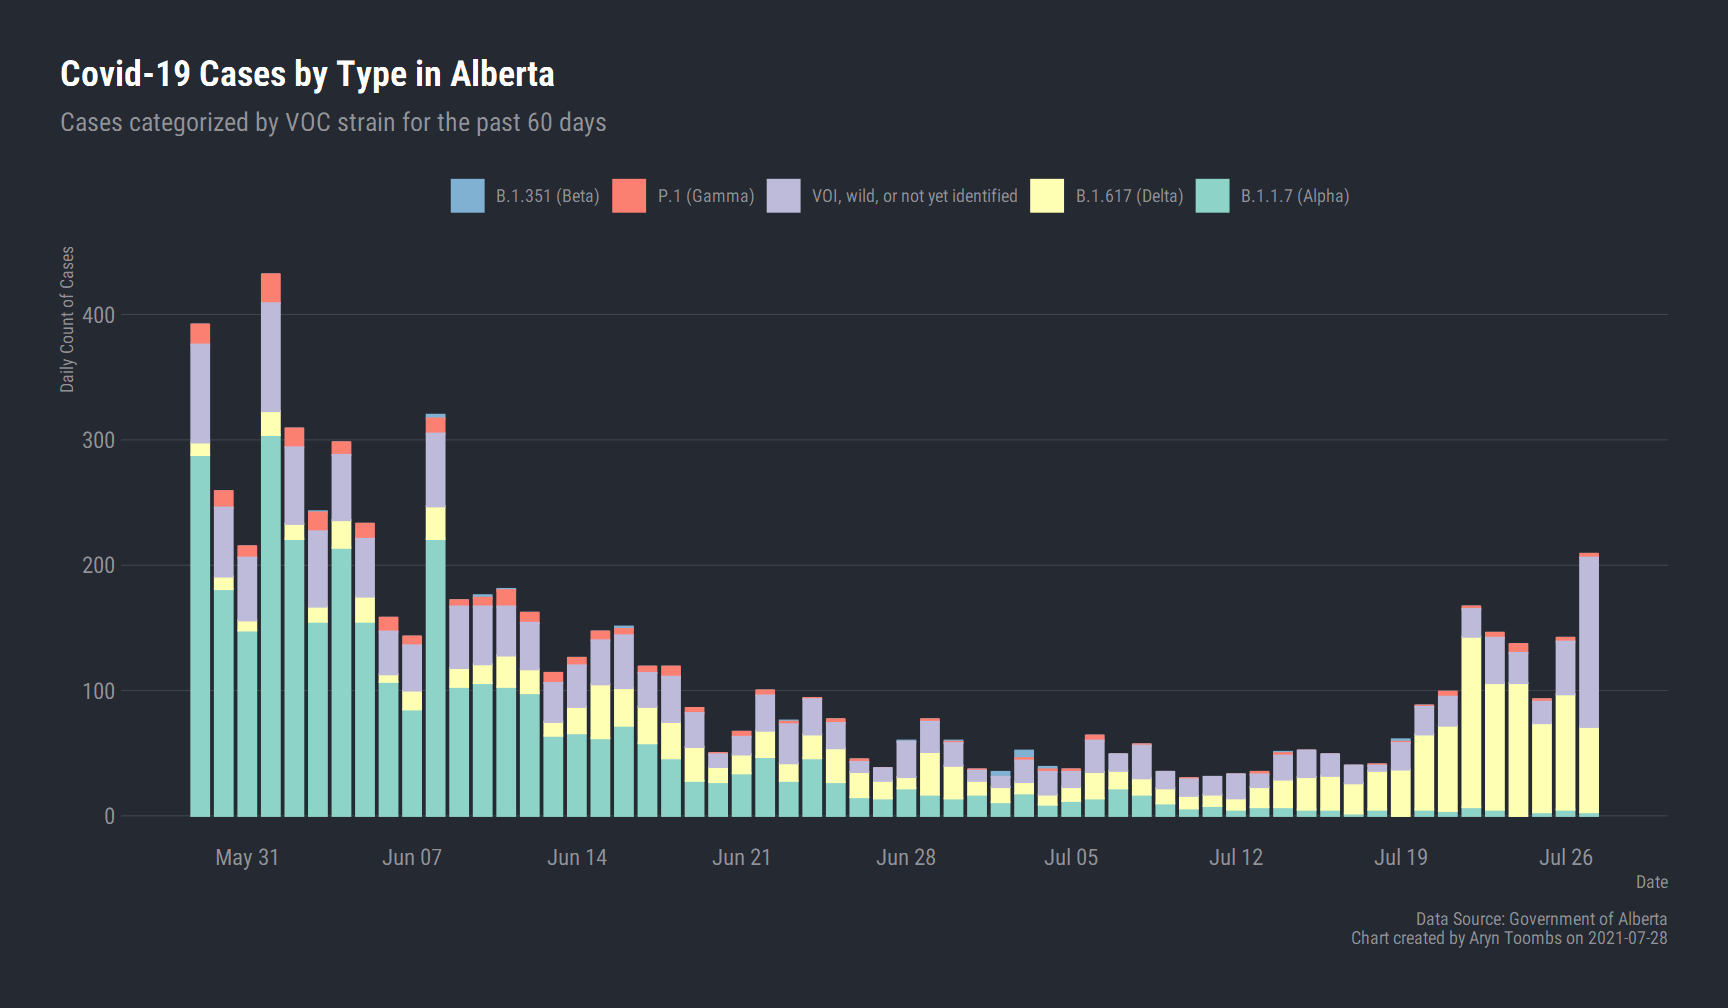 Covid-19 Cases by Type in Alberta
Cases categorized by VOC strain for the past 60 days
B.1.351 (Beta) P.1 (Gamma) VOI, wild, or not yet identified B.1.617 (Delta) B.1.1.7 (Alpha)
Daily Count of Cases
400
300
200
100
0
May 31 Jun 07 Jun 14 Jun 21 Jun 28 Jul 05 Jul 12 Jul 19 Jul 26
Date
Data Source: Government of Alberta
Chart created by Aryn Toombs on 2021-07-28